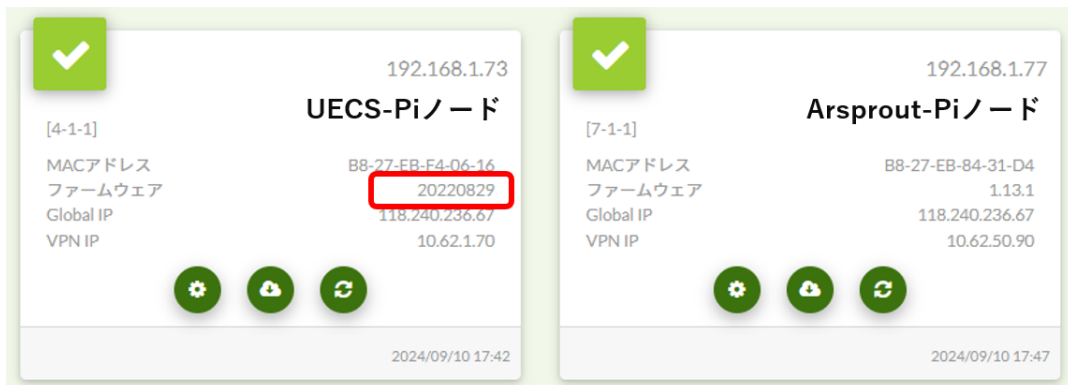 192.168.1.73
UECS-Piノード
[4-1-1]
MACアドレス B8-27-EB-F4-06-16
ファームウェア 20220829
Global IP 118.240.236.67
VPN IP 10.62.1.70
2024/09/10 17:42
192.168.1.77
Arsprout-Piノード
[7-1-1]
MACアドレス B8-27-EB-84-31-D4
ファームウェア 1.13.1
Global IP 118.240.236.67
VPN IP 10.62.50.90
2024/09/10 17:47